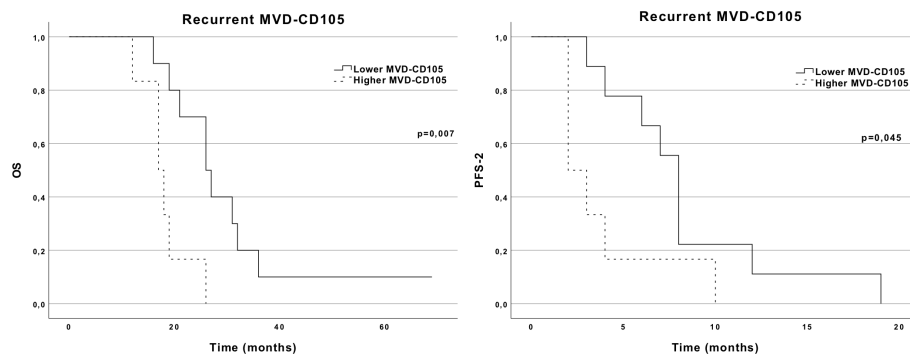 Recurrent MVD-CD105
1,0
0,8
0,6
0,4
0,2
0,0
OS
0
20
40
60
Time (months)
Lower MVD-CD105
Higher MVD-CD105
p=0,007
Recurrent MVD-CD105
1,0
0,8
0,6
0,4
0,2
0,0
PFS-2
0
5
10
15
20
Time (months)
Lower MVD-CD105
Higher MVD-CD105
p=0,045